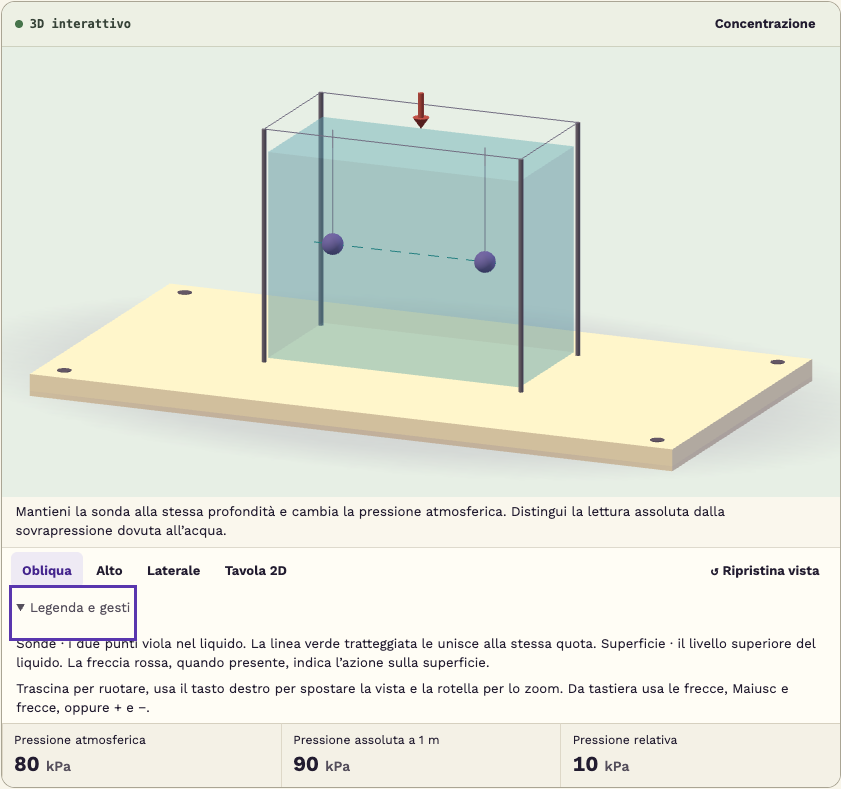 3D interattivo
Concentrazione
Mantieni la sonda alla stessa profondità e cambia la pressione atmosferica. Distingui la lettura assoluta dalla
sovrapressione dovuta all’acqua.
Obliqua
Alto
Laterale
Tavola 2D
↺ Ripristina vista
▼ Legenda e gesti
Sonde · I due punti viola nel liquido. La linea verde tratteggiata le unisce alla stessa quota. Superficie · il livello superiore del
liquido. La freccia rossa, quando presente, indica l’azione sulla superficie.
Trascina per ruotare, usa il tasto destro per spostare la vista e la rotella per lo zoom. Da tastiera usa le frecce, Maiusc e
frecce, oppure + e −.
Pressione atmosferica
80 kPa
Pressione assoluta a 1 m
90 kPa
Pressione relativa
10 kPa